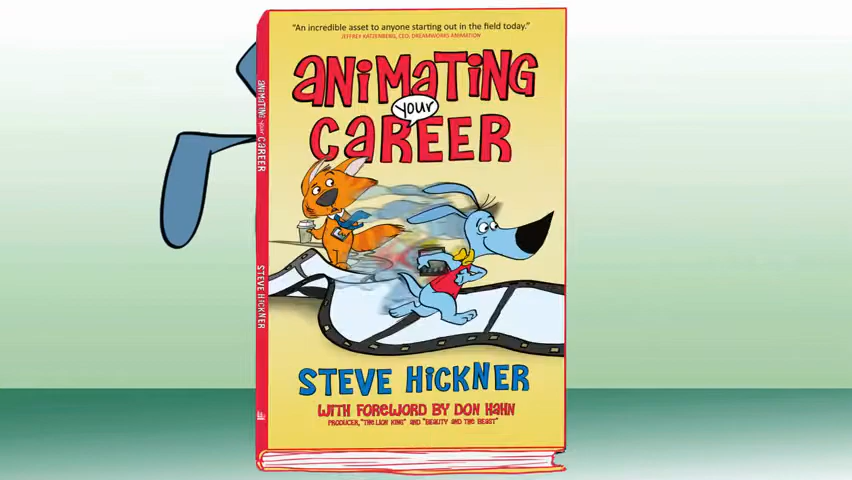 "An incredible asset to anyone starting out in the field today."
JEFFREY KATZENBERG, CEO, DREAMWORKS ANIMATION
ANiMATiNG
your
CAREER
STEVE HiCKNER
WiTH FOREWORD BY DON HAHN
PRODUCER, "THE LION KING" AND "BEAUTY AND THE BEAST"
ANiMATiNG your CAREER
STEVE HiCKNER